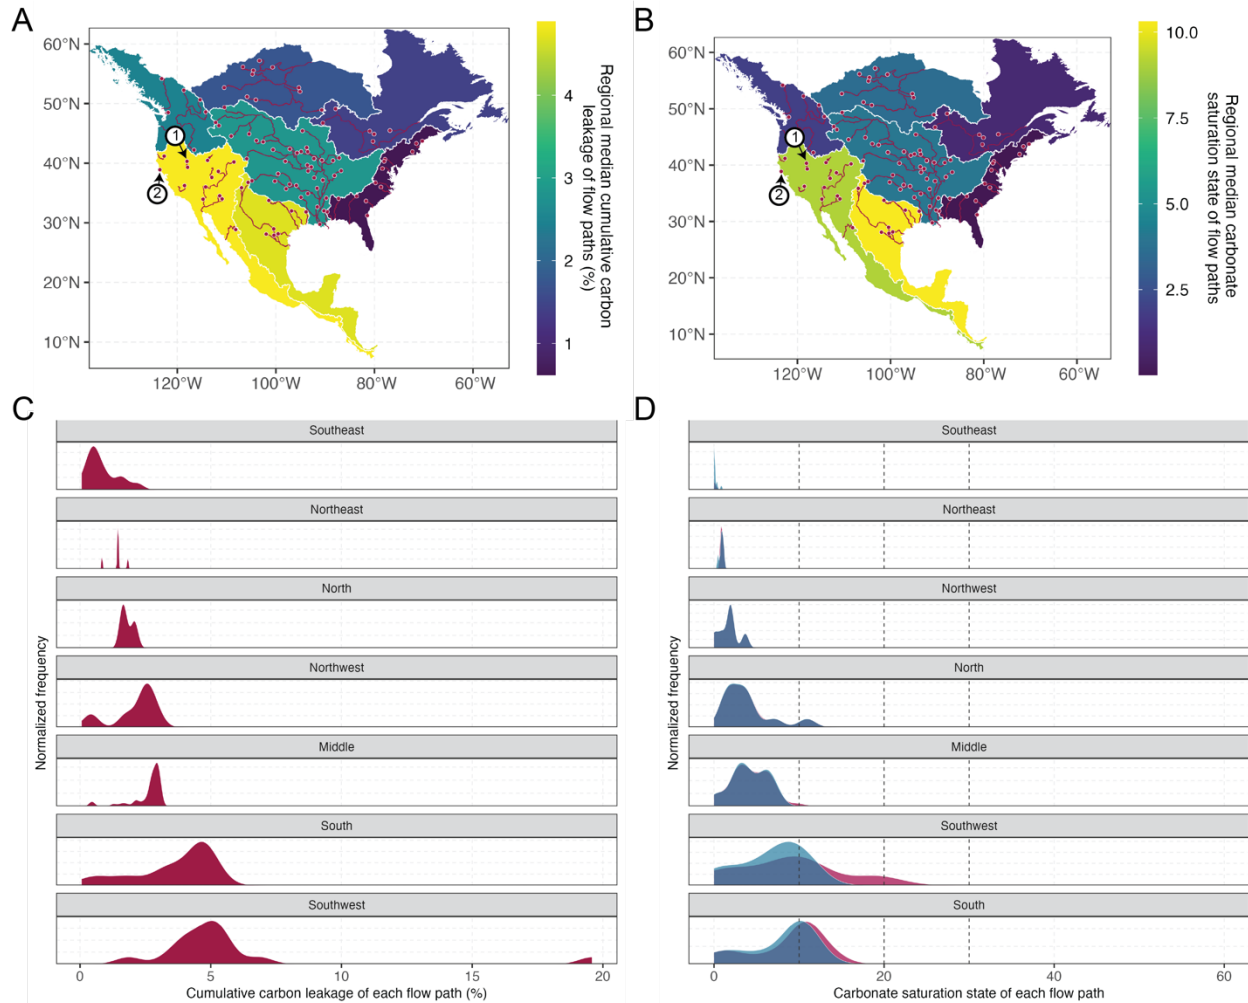 A
60°N
50°N
40°N
30°N
20°N
10°N
120°W
100°W
80°W
60°W
1
2
4
3
2
1
Regional median cumulative carbon
leakage of flow paths (%)
B
60°N
50°N
40°N
30°N
20°N
10°N
120°W
100°W
80°W
60°W
1
2
10.0
7.5
5.0
2.5
Regional median carbonate
saturation state of flow paths
C
Normalized frequency
Southeast
Northeast
North
Northwest
Middle
South
Southwest
0
5
10
15
20
Cumulative carbon leakage of each flow path (%)
D
Normalized frequency
Southeast
Northeast
Northwest
North
Middle
Southwest
South
0
20
40
60
Carbonate saturation state of each flow path